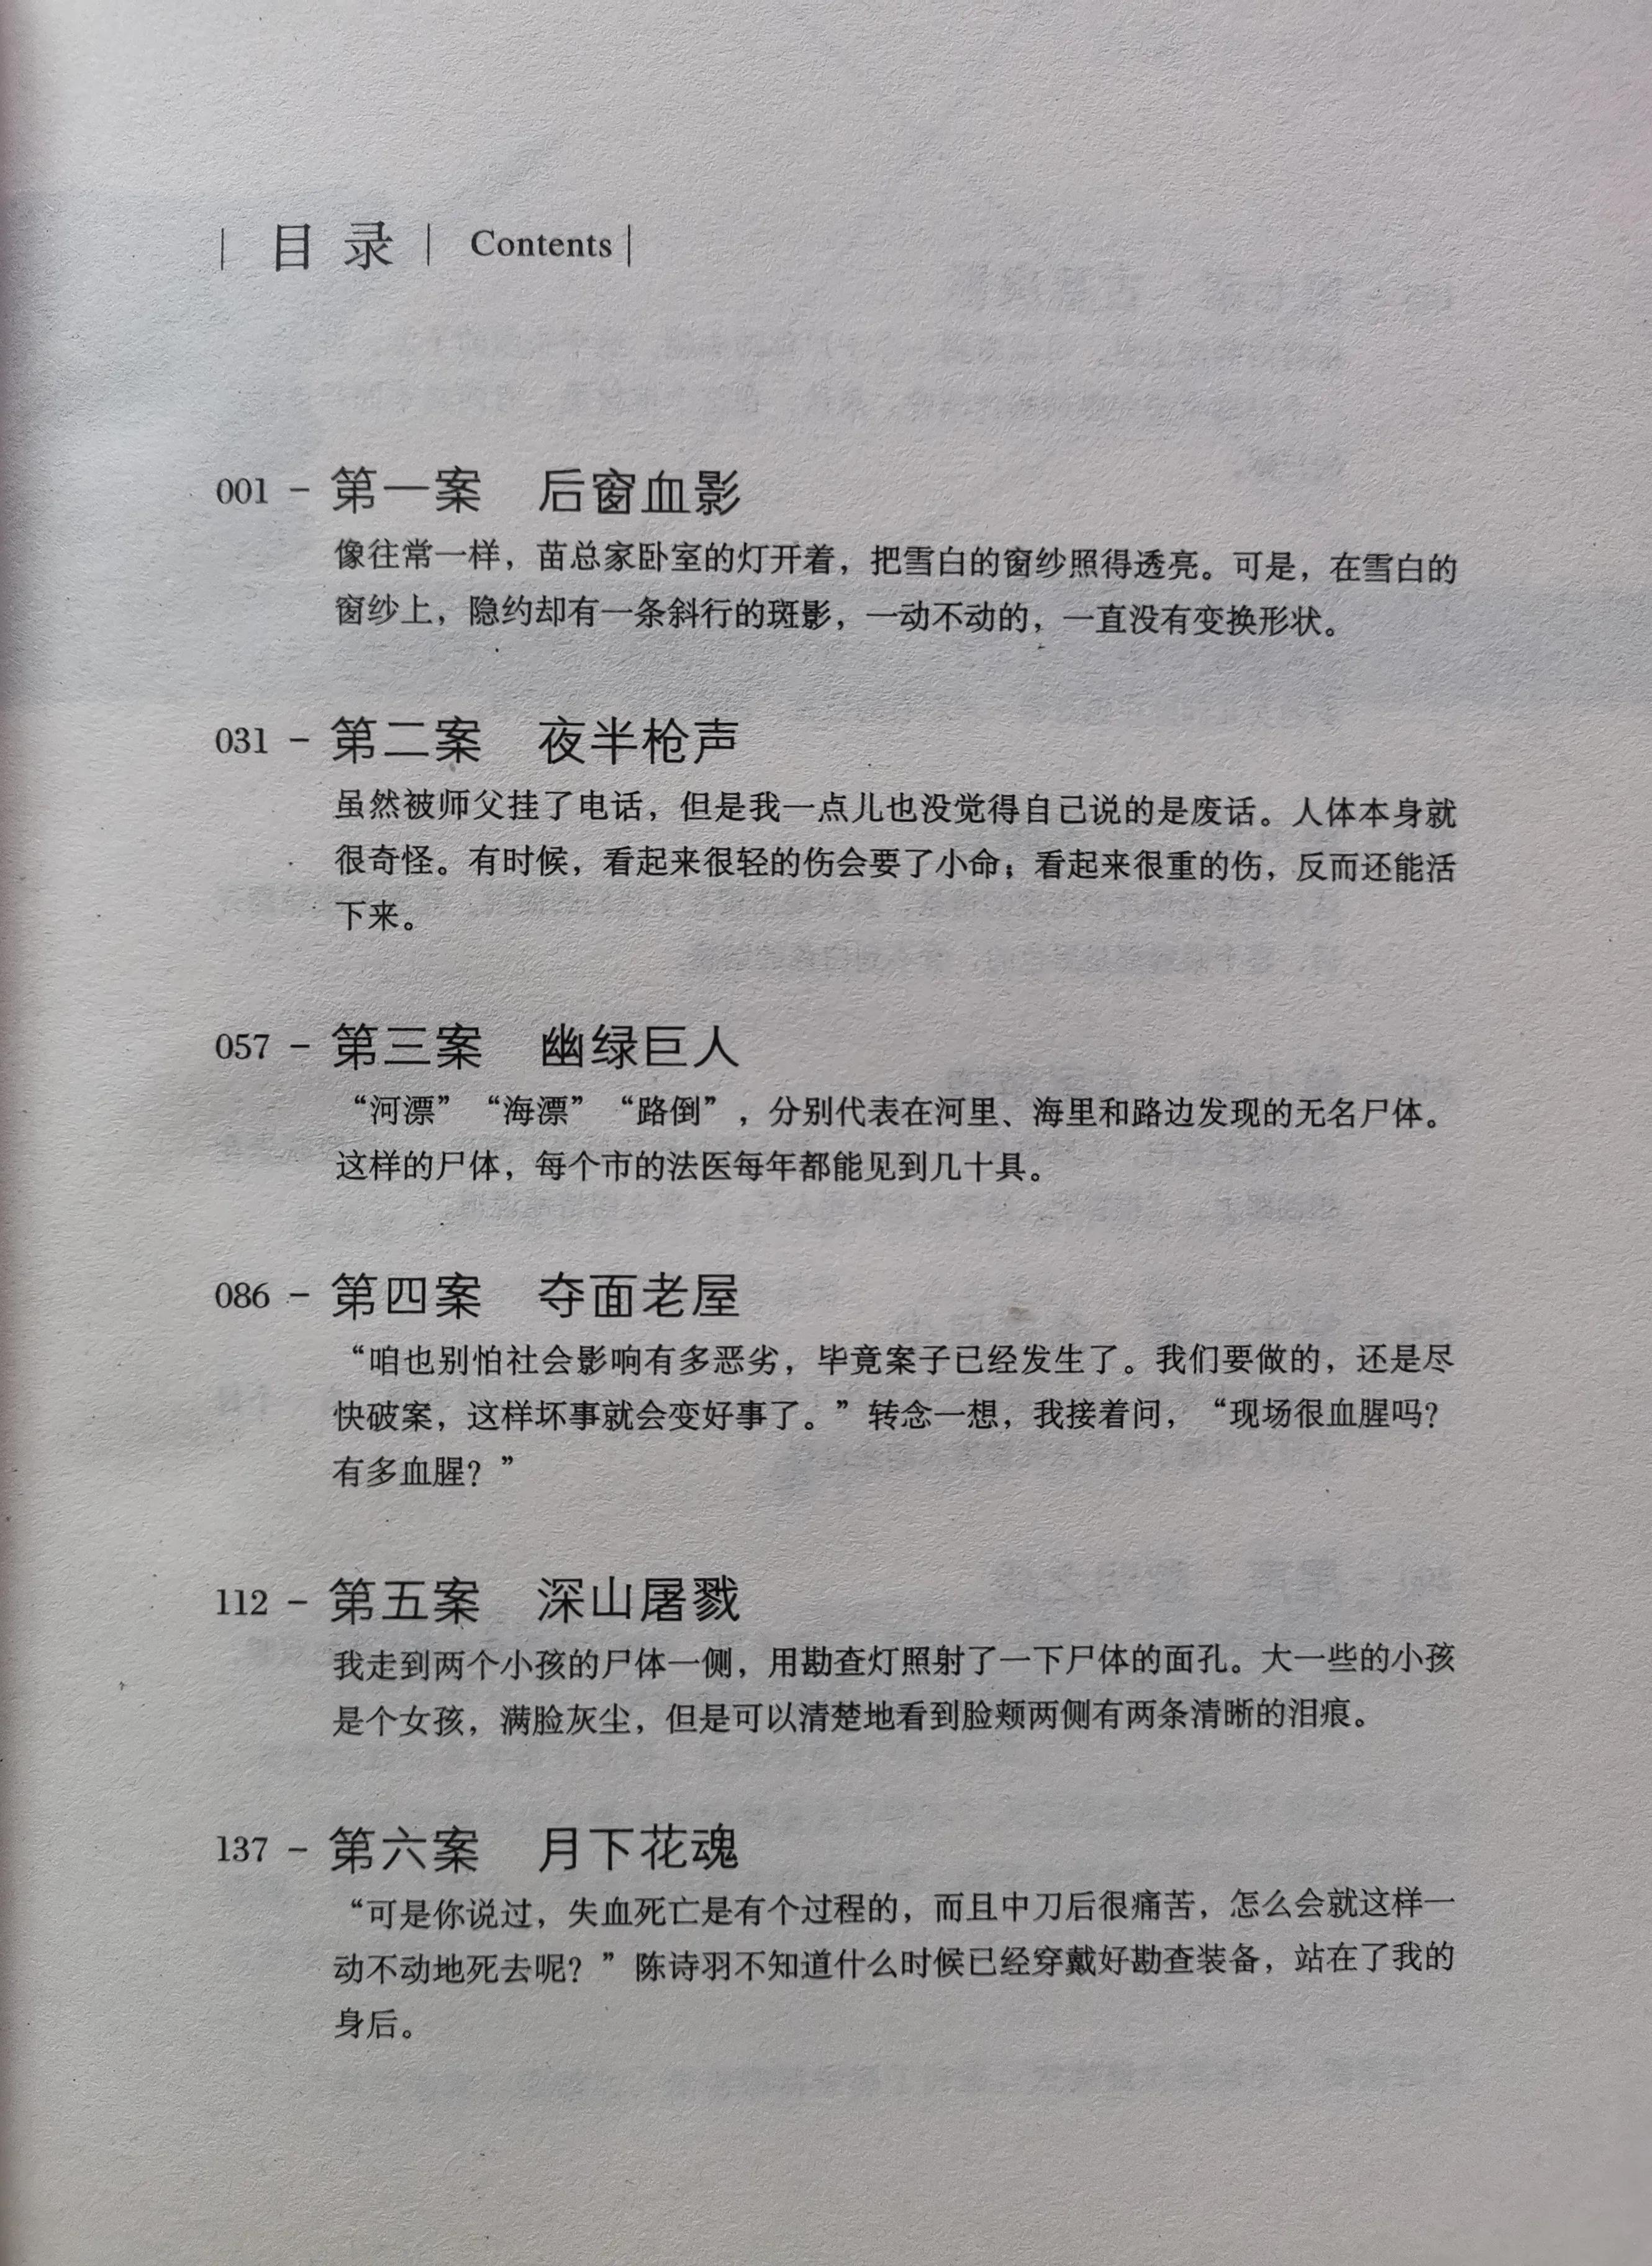 | 目 录 | Contents |
001 – 第一案 后窗血影
像往常一样，苗总家卧室的灯开着，把雪白的窗纱照得透亮。可是，在雪白的
窗纱上，隐约却有一条斜行的斑影，一动不动的，一直没有变换形状。
031 – 第二案 夜半枪声
虽然被师父挂了电话，但是我一点儿也没觉得自己说的是废话。人体本身就
很奇怪。有时候，看起来很轻的伤会要了小命；看起来很重的伤，反而还能活
下来。
057 – 第三案 幽绿巨人
“河漂”“海漂”“路倒”，分别代表在河里、海里和路边发现的无名尸体。
这样的尸体，每个市的法医每年都能见到几十具。
086 – 第四案 夺面老屋
“咱也别怕社会影响有多恶劣，毕竟案子已经发生了。我们要做的，还是尽
快破案，这样坏事就会变好事了。”转念一想，我接着问，“现场很血腥吗？
有多血腥？”
112 – 第五案 深山屠戮
我走到两个小孩的尸体一侧，用勘查灯照射了一下尸体的面孔。大一些的小孩
是个女孩，满脸灰尘，但是可以清楚地看到脸颊两侧有两条清晰的泪痕。
137 – 第六案 月下花魂
“可是你说过，失血死亡是有个过程的，而且中刀后很痛苦，怎么会就这样一
动不动地死去呢？”陈诗羽不知道什么时候已经穿戴好勘查装备，站在了我的
身后。